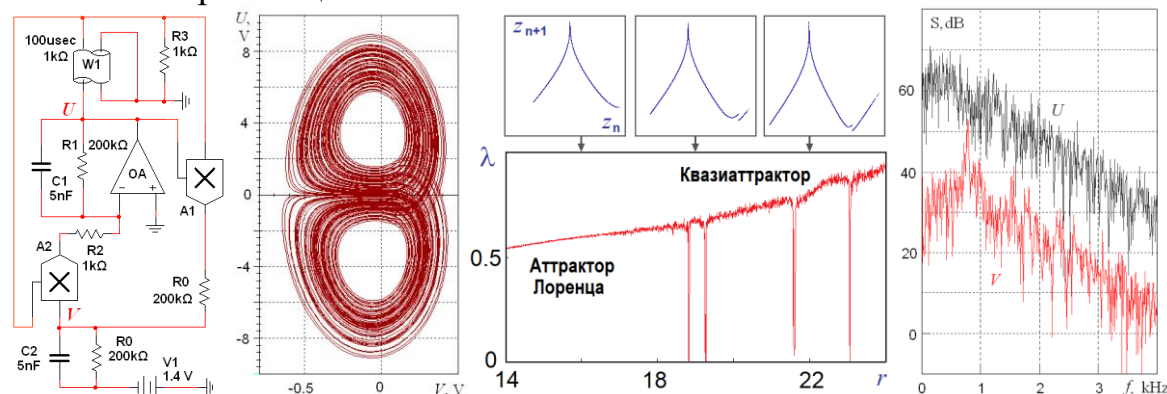 100usec
1kΩ
W1
R3
1kΩ
U
R1
200kΩ
C1
5nF
OA
−
+
A1
A2
R2
1kΩ
R0
200kΩ
V
C2
5nF
R0
200kΩ
V1
1.4 V
U,
V
8
4
0
-4
-8
-0.5
0
V, V
zn+1
zn
λ
Квазиаттрактор
0.5
Аттрактор
Лоренца
0
14
18
22
r
S, dB
60
U
40
20
V
0
0
1
2
3
f, kHz